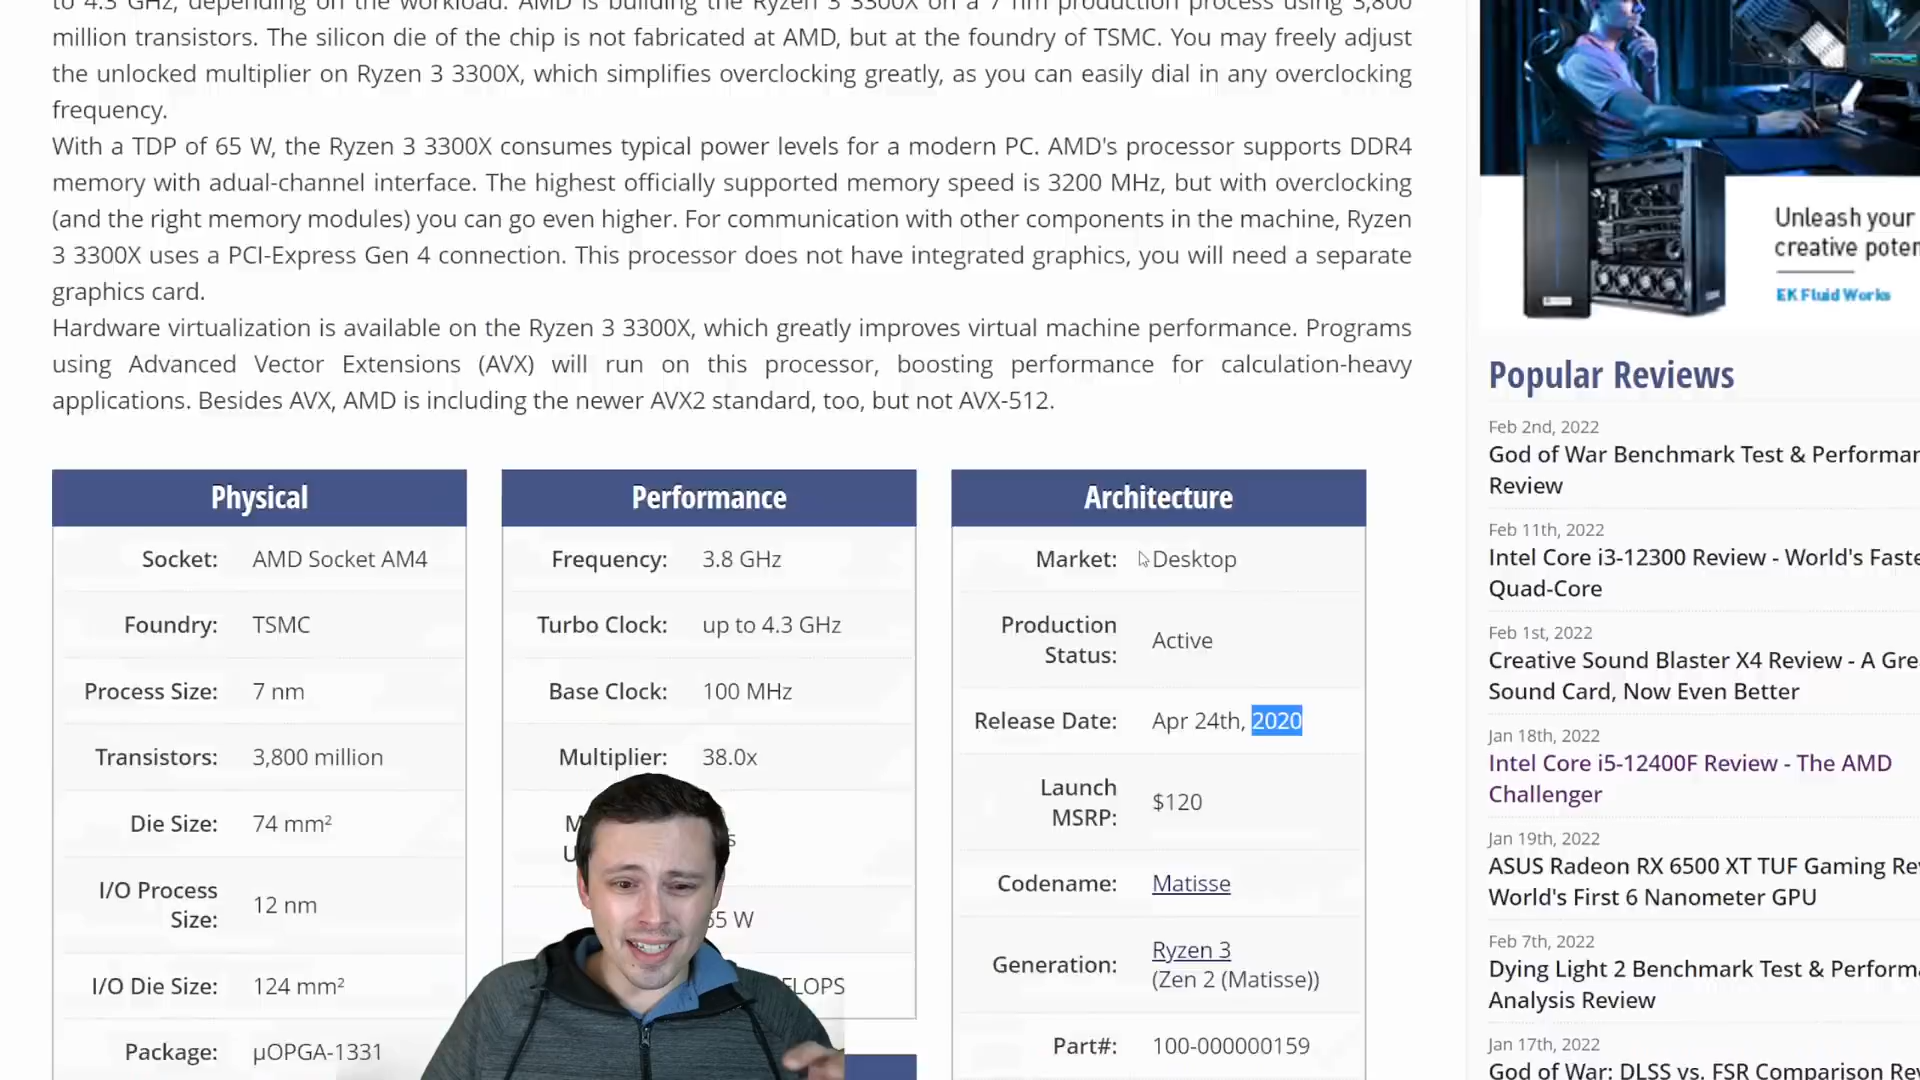 to 4.3 GHz, depending on the workload. AMD is building the Ryzen 3 3300X on a 7 nm production process using 3,800
million transistors. The silicon die of the chip is not fabricated at AMD, but at the foundry of TSMC. You may freely adjust
the unlocked multiplier on Ryzen 3 3300X, which simplifies overclocking greatly, as you can easily dial in any overclocking
frequency.
With a TDP of 65 W, the Ryzen 3 3300X consumes typical power levels for a modern PC. AMD's processor supports DDR4
memory with adual-channel interface. The highest officially supported memory speed is 3200 MHz, but with overclocking
(and the right memory modules) you can go even higher. For communication with other components in the machine, Ryzen
3 3300X uses a PCI-Express Gen 4 connection. This processor does not have integrated graphics, you will need a separate
graphics card.
Hardware virtualization is available on the Ryzen 3 3300X, which greatly improves virtual machine performance. Programs
using Advanced Vector Extensions (AVX) will run on this processor, boosting performance for calculation-heavy
applications. Besides AVX, AMD is including the newer AVX2 standard, too, but not AVX-512.
Physical
Socket: AMD Socket AM4
Foundry: TSMC
Process Size: 7 nm
Transistors: 3,800 million
Die Size: 74 mm²
I/O Process
Size: 12 nm
I/O Die Size: 124 mm²
Package: µOPGA-1331
Performance
Frequency: 3.8 GHz
Turbo Clock: up to 4.3 GHz
Base Clock: 100 MHz
Multiplier: 38.0x
65 W
Architecture
Market: Desktop
Production
Status: Active
Release Date: Apr 24th, 2020
Launch
MSRP: $120
Codename: Matisse
Generation: Ryzen 3
(Zen 2 (Matisse))
Part#: 100-000000159
Unleash your
creative
EK Fluid Works
Popular Reviews
Feb 2nd, 2022
God of War Benchmark Test &
Review
Feb 11th, 2022
Intel Core i3-12300 Review - World's
Quad-Core
Feb 1st, 2022
Creative Sound Blaster X4 Review - A
Sound Card, Now Even Better
Jan 18th, 2022
Intel Core i5-12400F Review - The AMD
Challenger
Jan 19th, 2022
ASUS Radeon RX 6500 XT TUF Gaming
World's First 6 Nanometer GPU
Feb 7th, 2022
Dying Light 2 Benchmark Test &
Analysis Review
Jan 17th, 2022
God of War: DLSS vs. FSR Comparison